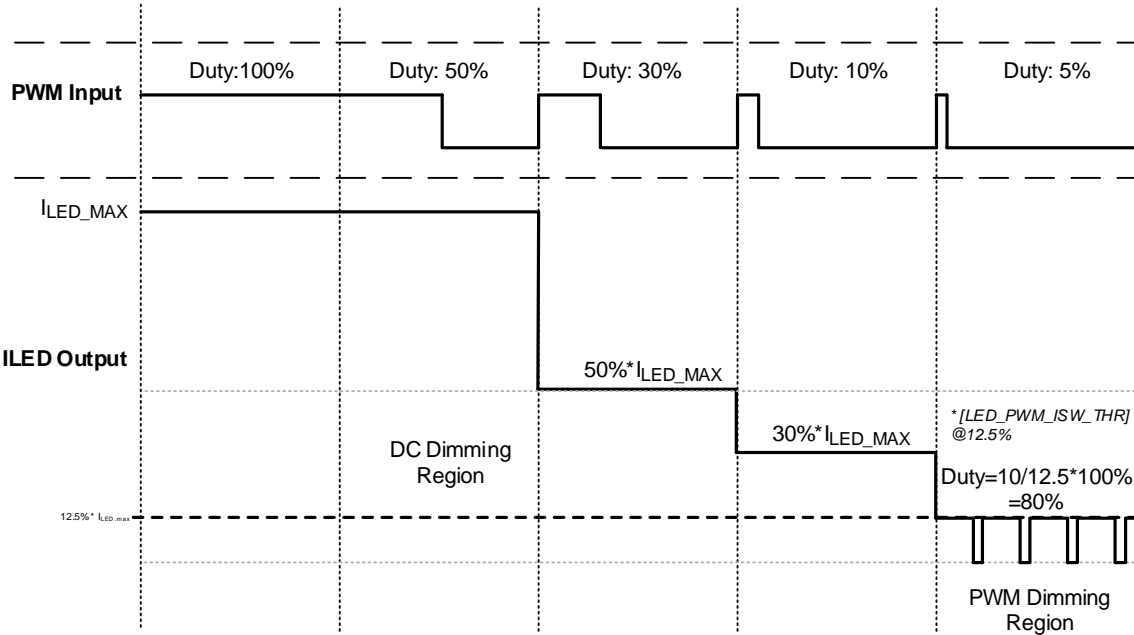 Duty:100%
Duty: 50%
Duty: 30%
Duty: 10%
Duty: 5%
PWM Input
ILED_MAX
ILED Output
50%*ILED_MAX
30%*ILED_MAX
*[LED_PWM_ISW_THR]
@12.5%
DC Dimming
Region
Duty=10/12.5*100%
=80%
12.5%* ILED.max
PWM Dimming
Region